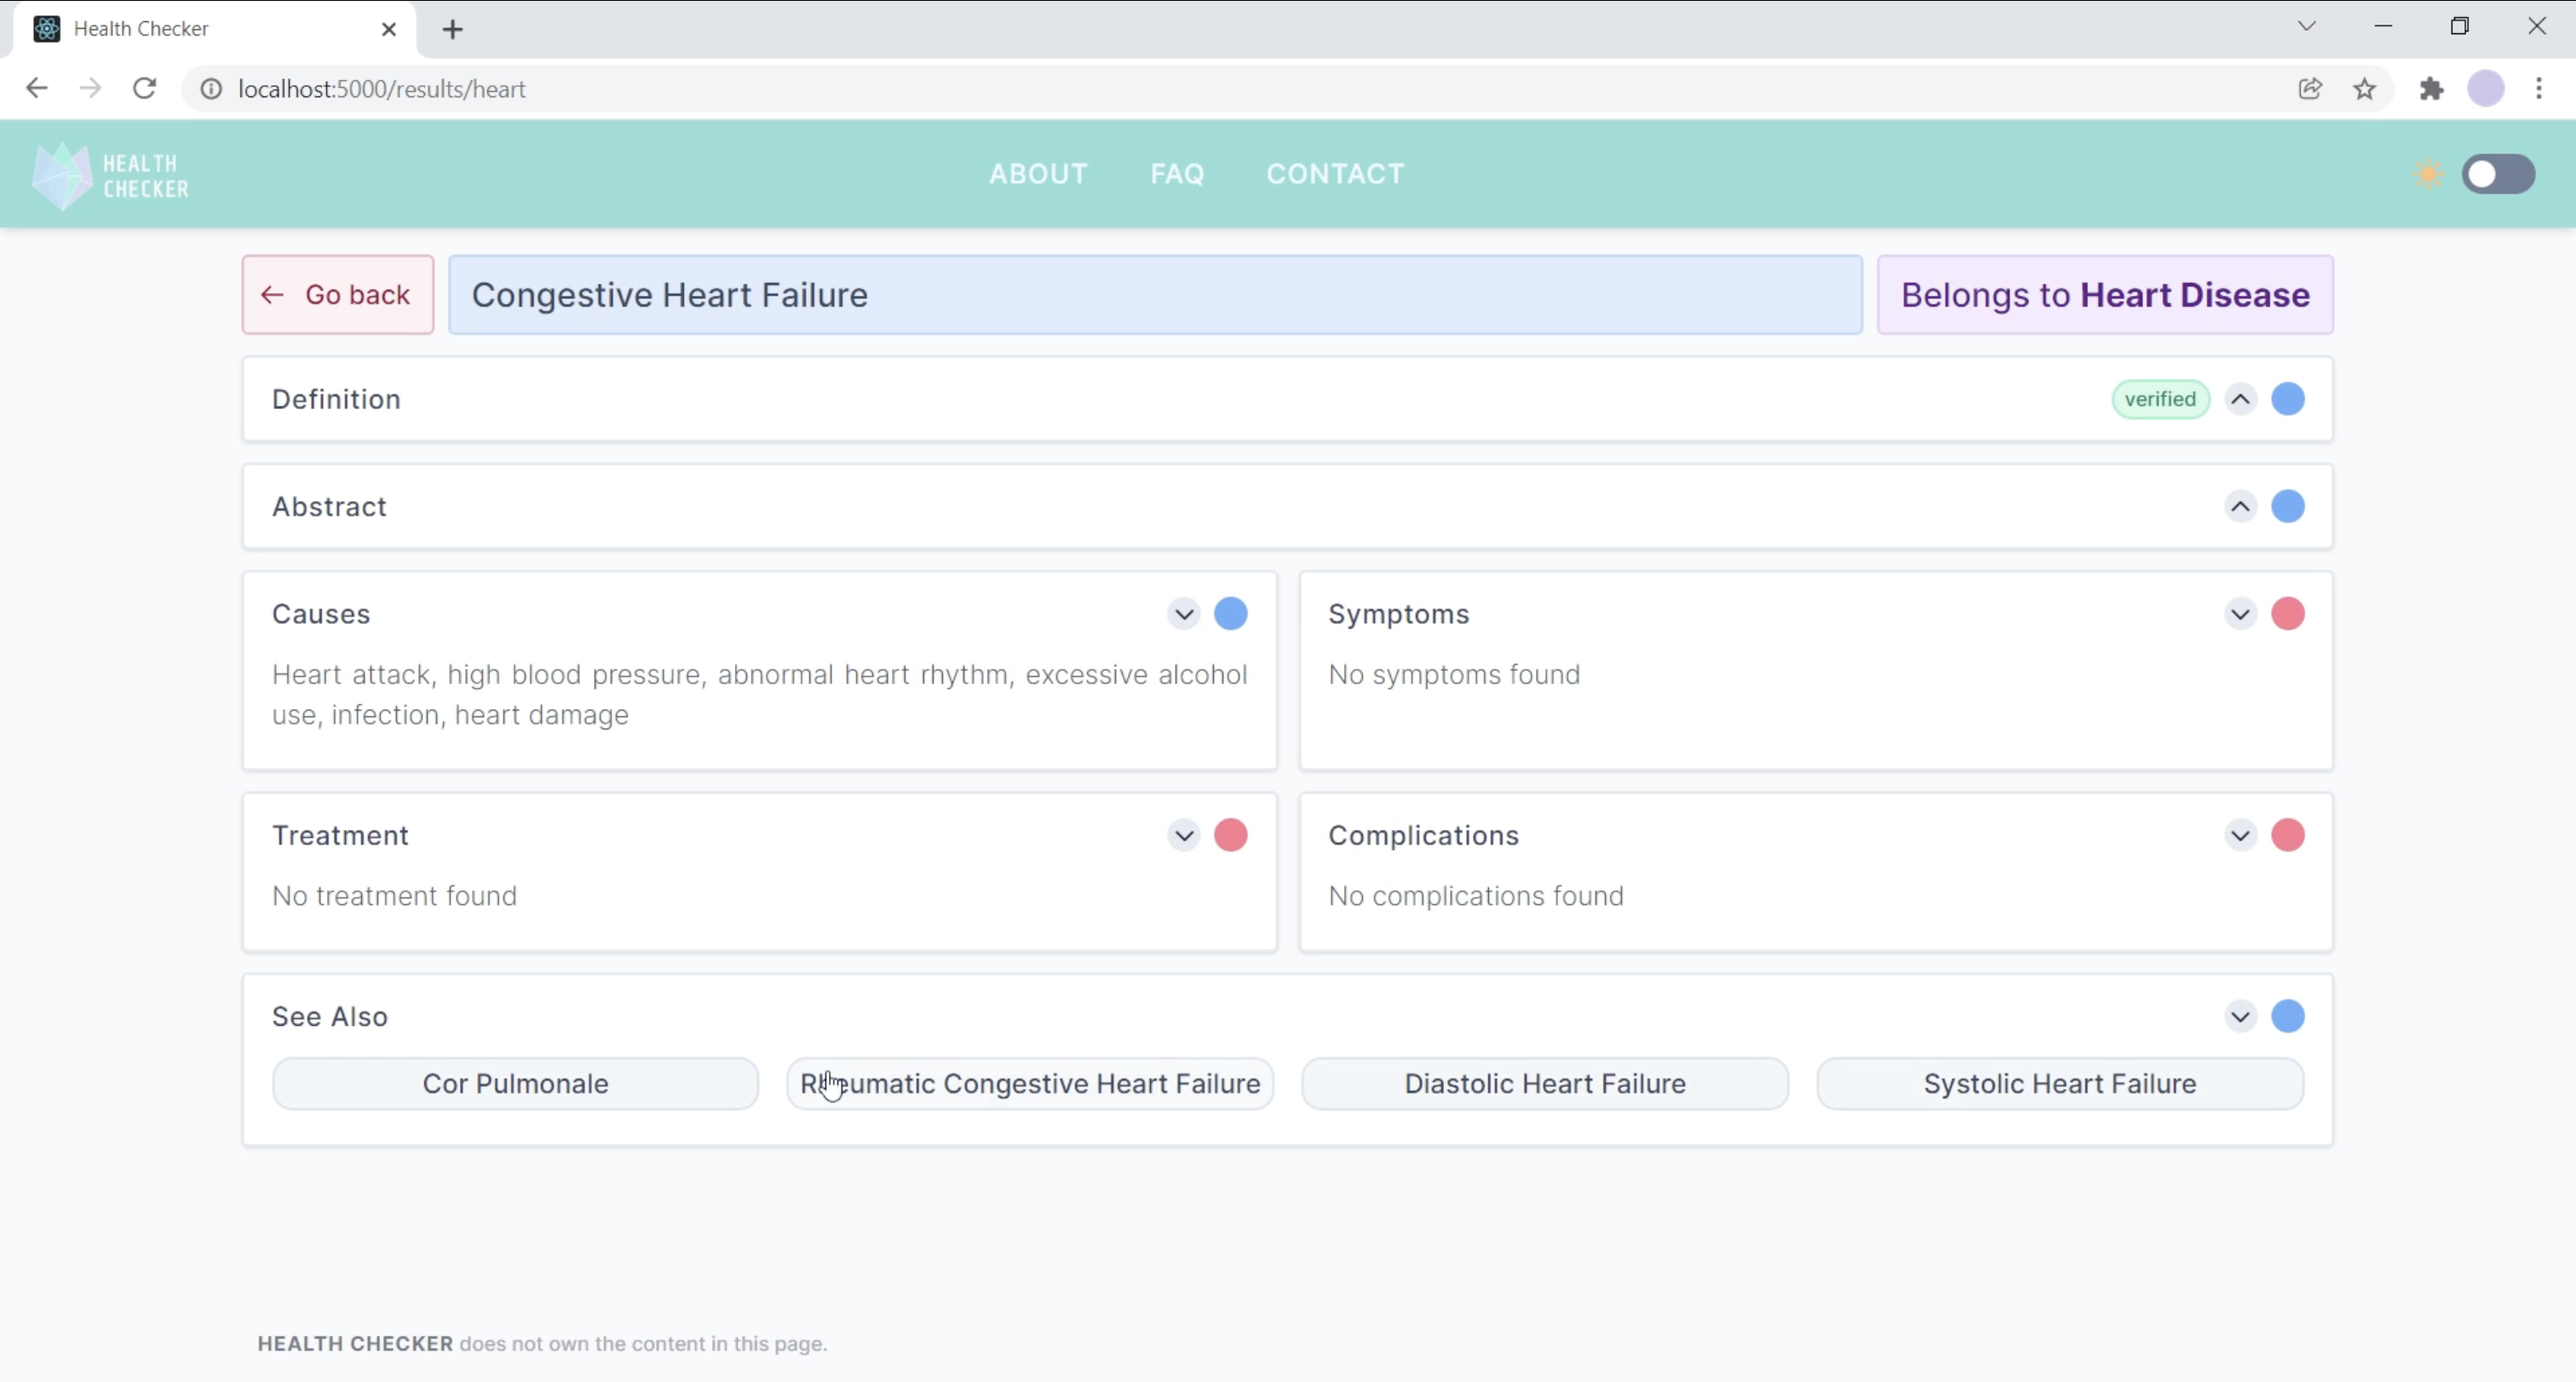 Health Checker
localhost:5000/results/heart
HEALTH
CHECKER
ABOUT FAQ CONTACT
Go back
Congestive Heart Failure
Belongs to Heart Disease
Definition
verified
Abstract
Causes
Heart attack, high blood pressure, abnormal heart rhythm, excessive alcohol
use, infection, heart damage
Symptoms
No symptoms found
Treatment
No treatment found
Complications
No complications found
See Also
Cor Pulmonale
Rheumatic Congestive Heart Failure
Diastolic Heart Failure
Systolic Heart Failure
HEALTH CHECKER does not own the content in this page.